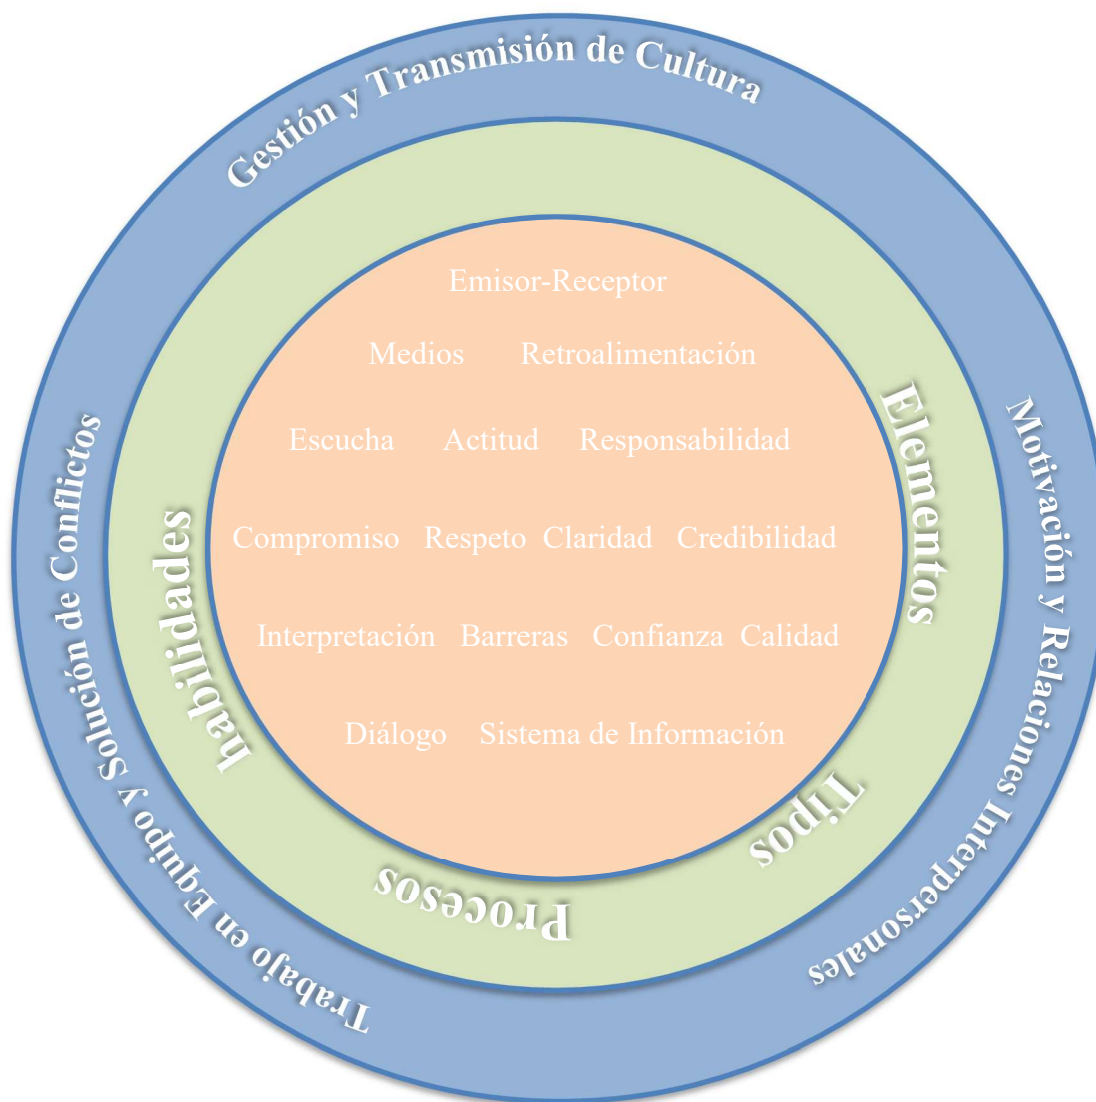 Gestión y Transmisión de Cultura
Emisor-Receptor
Medios Retroalimentación
Escucha Actitud Responsabilidad
Compromiso Respeto Claridad Credibilidad
Interpretación Barreras Confianza Calidad
Diálogo Sistema de Información
Elementos
Tipos
Procesos
habilidades
Motivación y Relaciones Interpersonales
Trabajo en Equipo y Solución de Conflictos